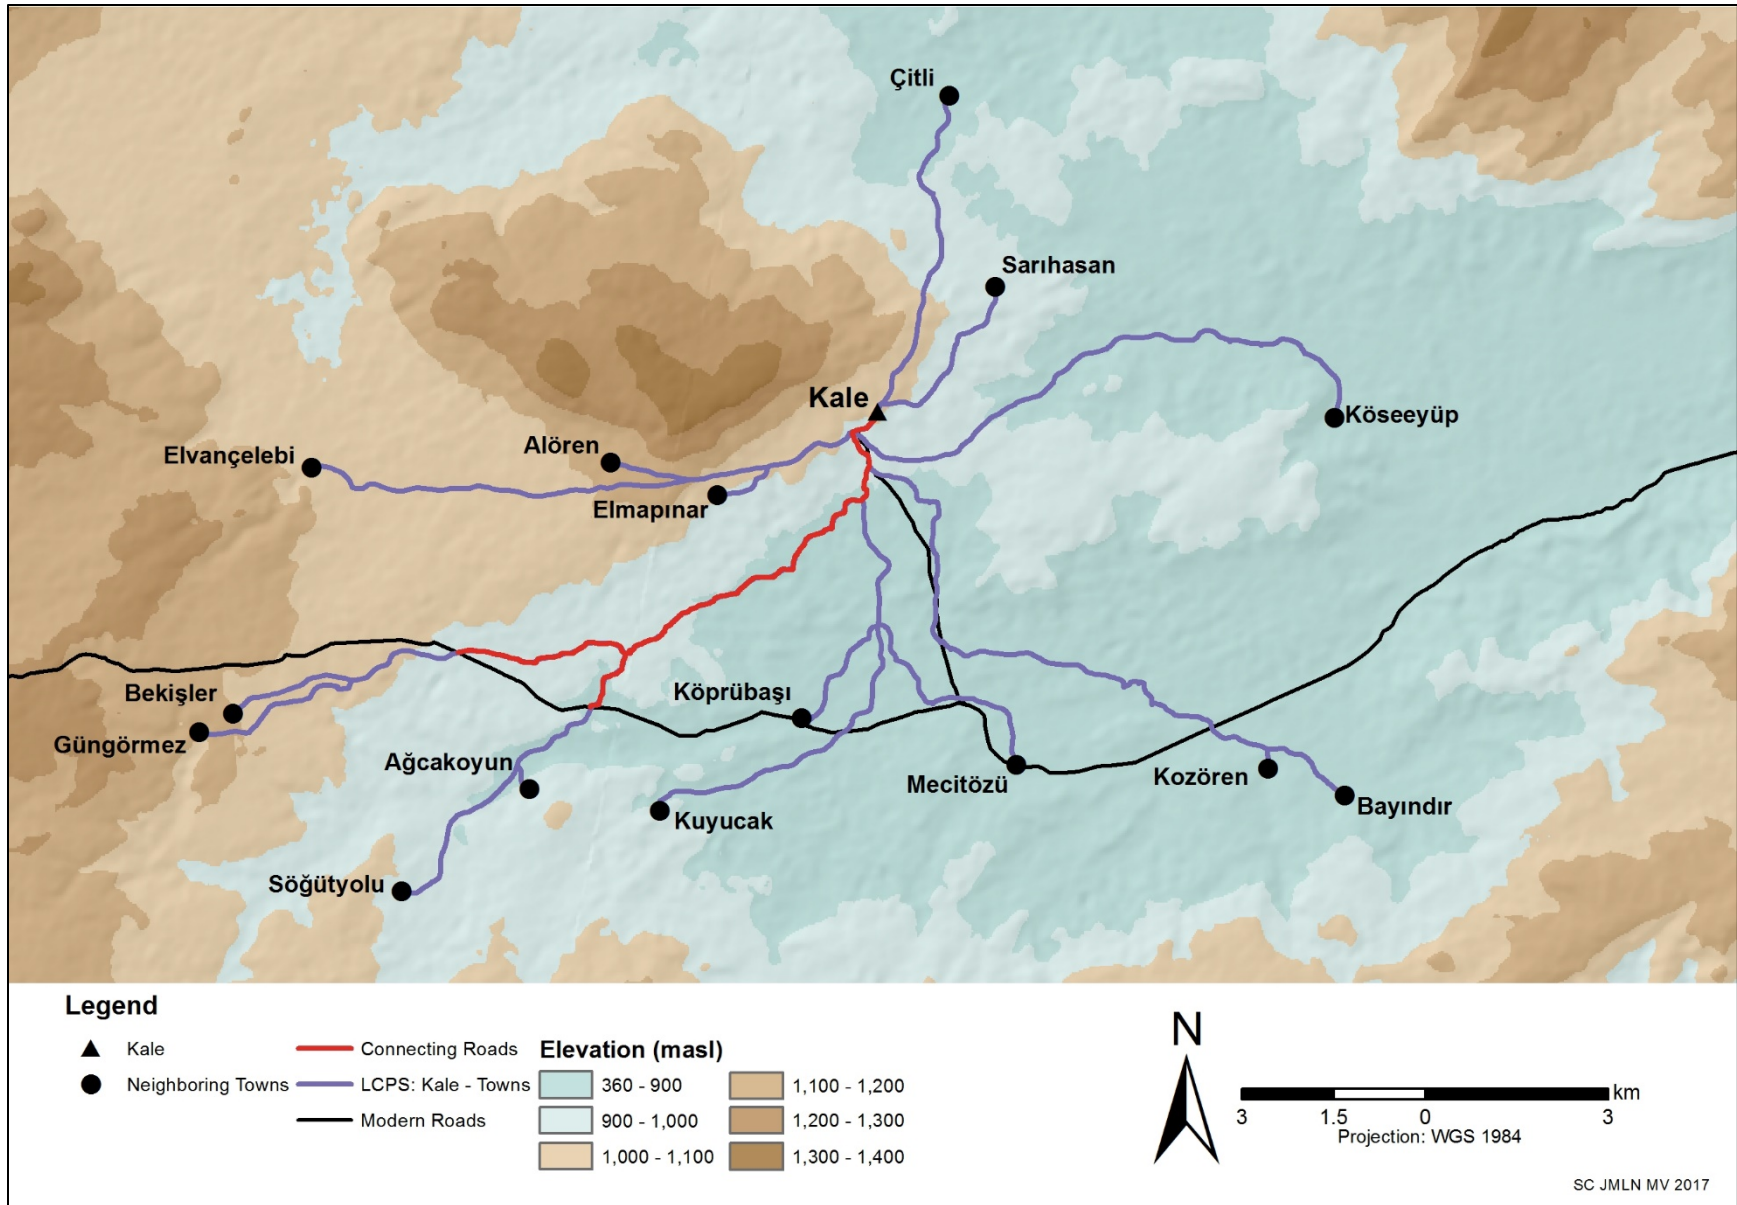 Çitli
Sarıhasan
Kale
Köseeyüp
Alören
Elvançelebi
Elmapınar
Bekişler
Köprübaşı
Güngörmez
Ağcakoyun
Mecitözü
Kozören
Bayındır
Kuyucak
Söğütyolu
Legend
Kale
Neighboring Towns
Connecting Roads
LCPS: Kale - Towns
Modern Roads
Elevation (masl)
360 - 900
900 - 1,000
1,000 - 1,100
1,100 - 1,200
1,200 - 1,300
1,300 - 1,400
N
km
3 1.5 0 3
Projection: WGS 1984
SC JMLN MV 2017